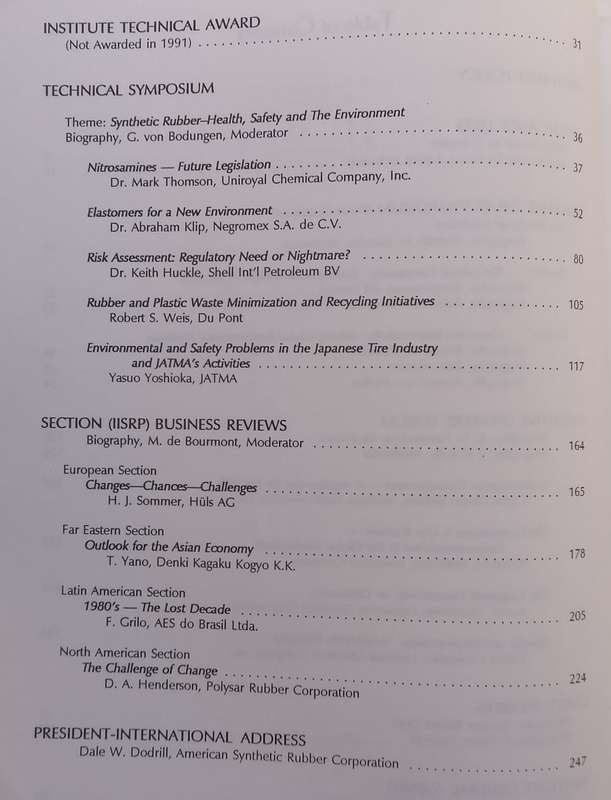 INSTITUTE TECHNICAL AWARD
(Not Awarded in 1991) . . . . . . . . . . . . . . . . . . . . . . . . . . . . . . . . . . . . . . . . 31
TECHNICAL SYMPOSIUM
Theme: Synthetic Rubber–Health, Safety and The Environment
Biography, G. von Bodungen, Moderator . . . . . . . . . . . . . . . . . . . . . . . . . . . . 36
Nitrosamines — Future Legislation . . . . . . . . . . . . . . . . . . . . . . . . . . . . . . 37
Dr. Mark Thomson, Uniroyal Chemical Company, Inc.
Elastomers for a New Environment . . . . . . . . . . . . . . . . . . . . . . . . . . . . . . 52
Dr. Abraham Klip, Negromex S.A. de C.V.
Risk Assessment: Regulatory Need or Nightmare? . . . . . . . . . . . . . . . . . . . . . . 80
Dr. Keith Huckle, Shell Int'l Petroleum BV
Rubber and Plastic Waste Minimization and Recycling Initiatives . . . . . . . . . . . . 105
Robert S. Weis, Du Pont
Environmental and Safety Problems in the Japanese Tire Industry
and JATMA's Activities . . . . . . . . . . . . . . . . . . . . . . . . . . . . . . . . 117
Yasuo Yoshioka, JATMA
SECTION (IISRP) BUSINESS REVIEWS
Biography, M. de Bourmont, Moderator . . . . . . . . . . . . . . . . . . . . . . . . . . 164
European Section
Changes—Chances—Challenges . . . . . . . . . . . . . . . . . . . . . . . . . . . . . . 165
H. J. Sommer, Hüls AG
Far Eastern Section
Outlook for the Asian Economy . . . . . . . . . . . . . . . . . . . . . . . . . . . . . . 178
T. Yano, Denki Kagaku Kogyo K.K.
Latin American Section
1980's — The Lost Decade . . . . . . . . . . . . . . . . . . . . . . . . . . . . . . . . 205
F. Grilo, AES do Brasil Ltda.
North American Section
The Challenge of Change . . . . . . . . . . . . . . . . . . . . . . . . . . . . . . . . . 224
D. A. Henderson, Polysar Rubber Corporation
PRESIDENT-INTERNATIONAL ADDRESS
Dale W. Dodrill, American Synthetic Rubber Corporation . . . . . . . . . . . . . . . . 247